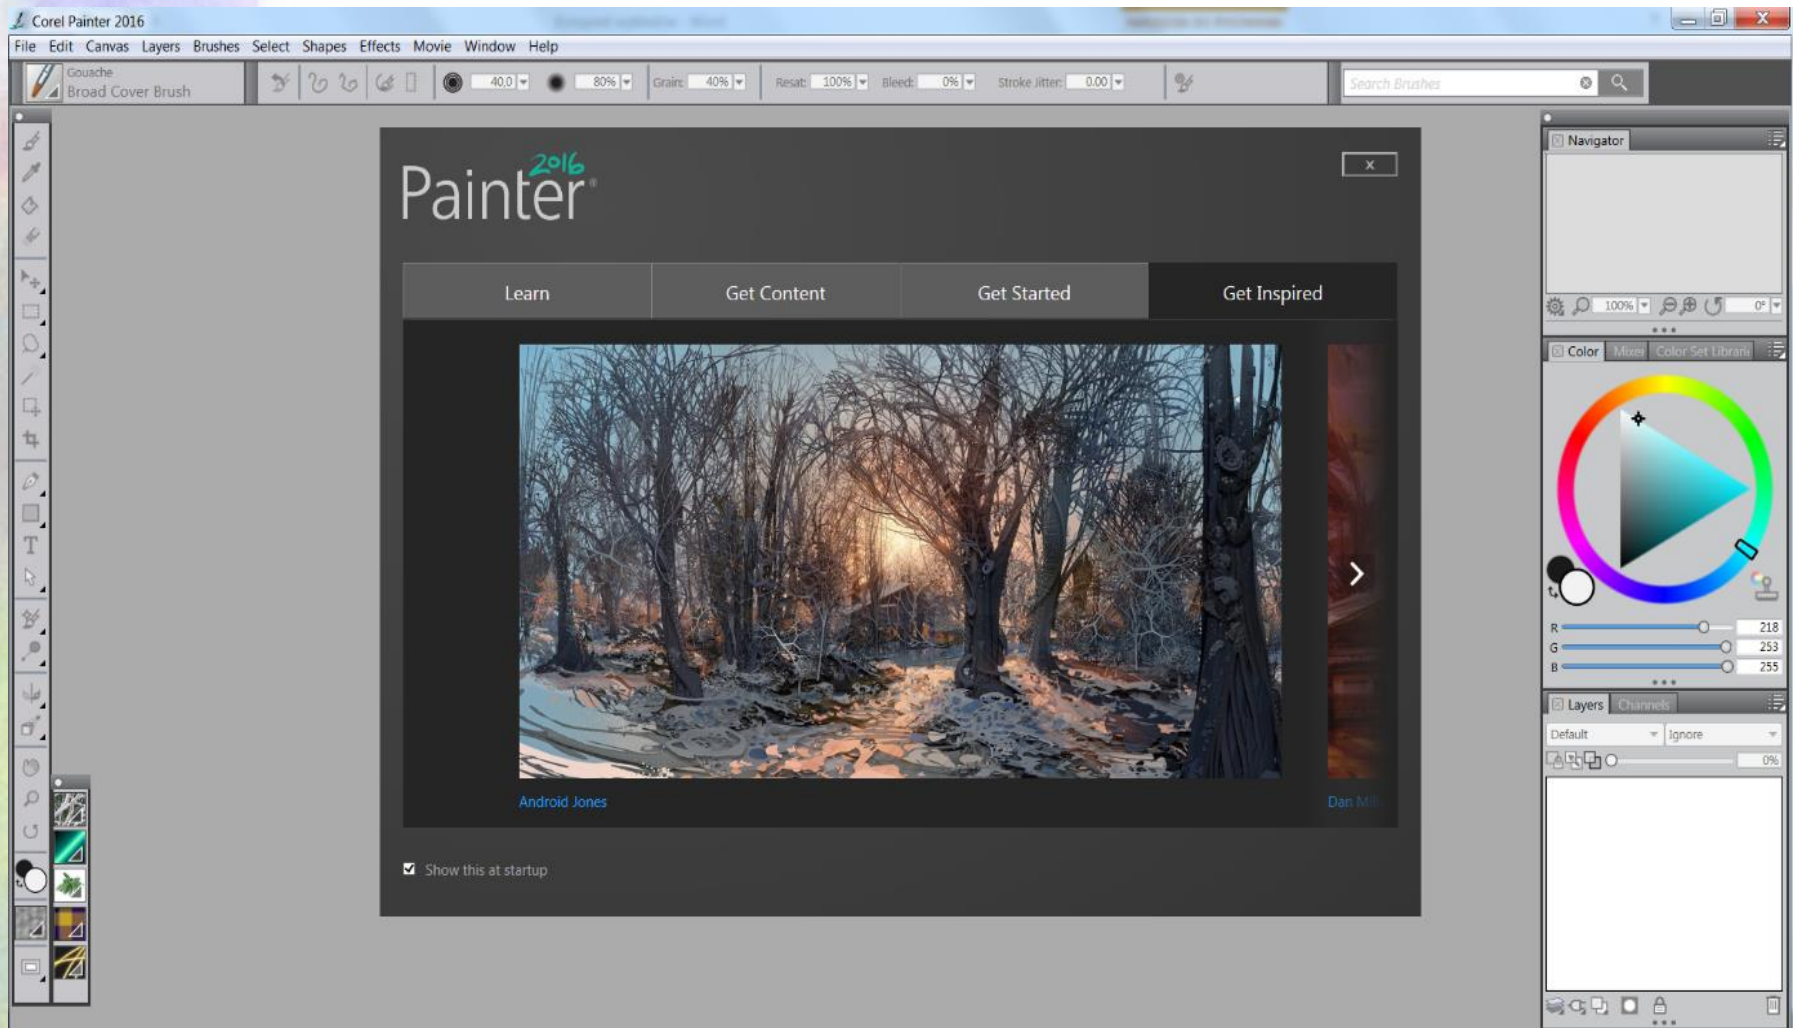 Corel Painter 2016
File Edit Canvas Layers Brushes Select Shapes Effects Movie Window Help
Gouache
Broad Cover Brush
40,0 80% Grain: 40% Resat: 100% Bleed: 0% Stroke Jitter: 0.00 Search Brushes
Navigator
2016
Painter®
x
Learn Get Content Get Started Get Inspired
100% 0°
Color Mixer Color Set
R 218
G 253
B 255
Layers Channels
Default Ignore
0%
T
Android Jones
Dan
Show this at startup